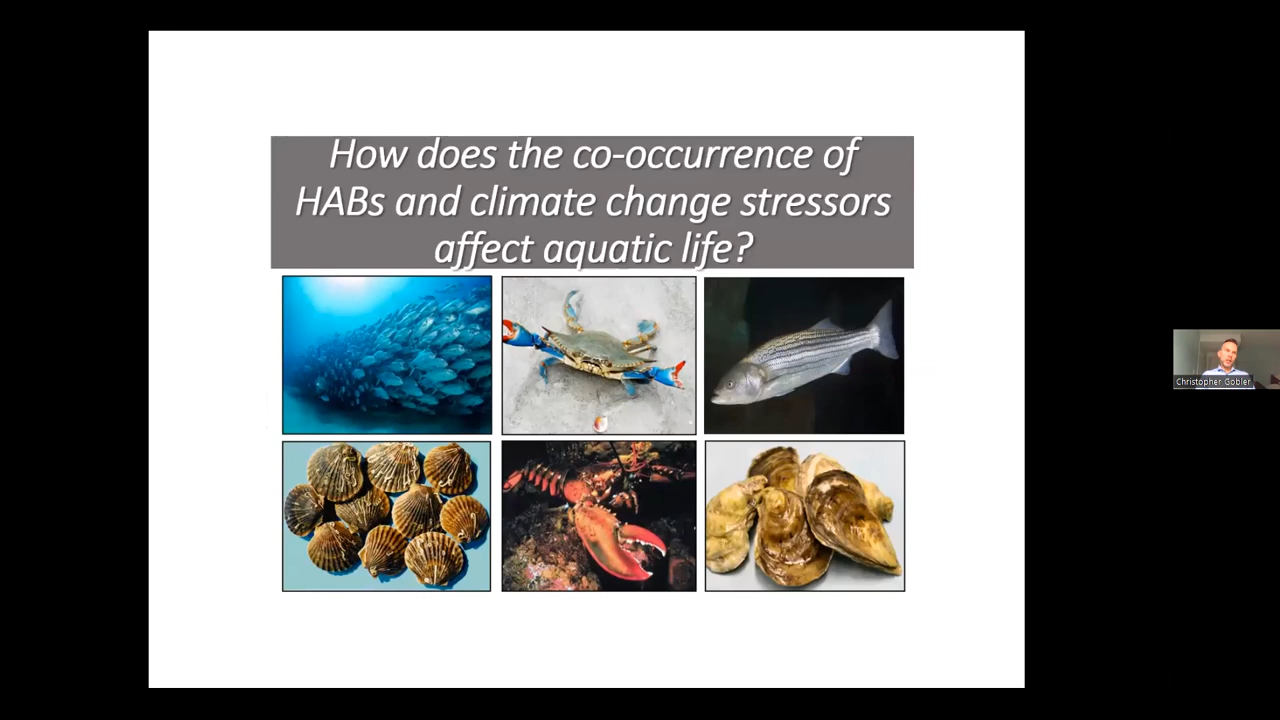 How does the co-occurrence of
HABs and climate change stressors
affect aquatic life?
Christopher Gobler